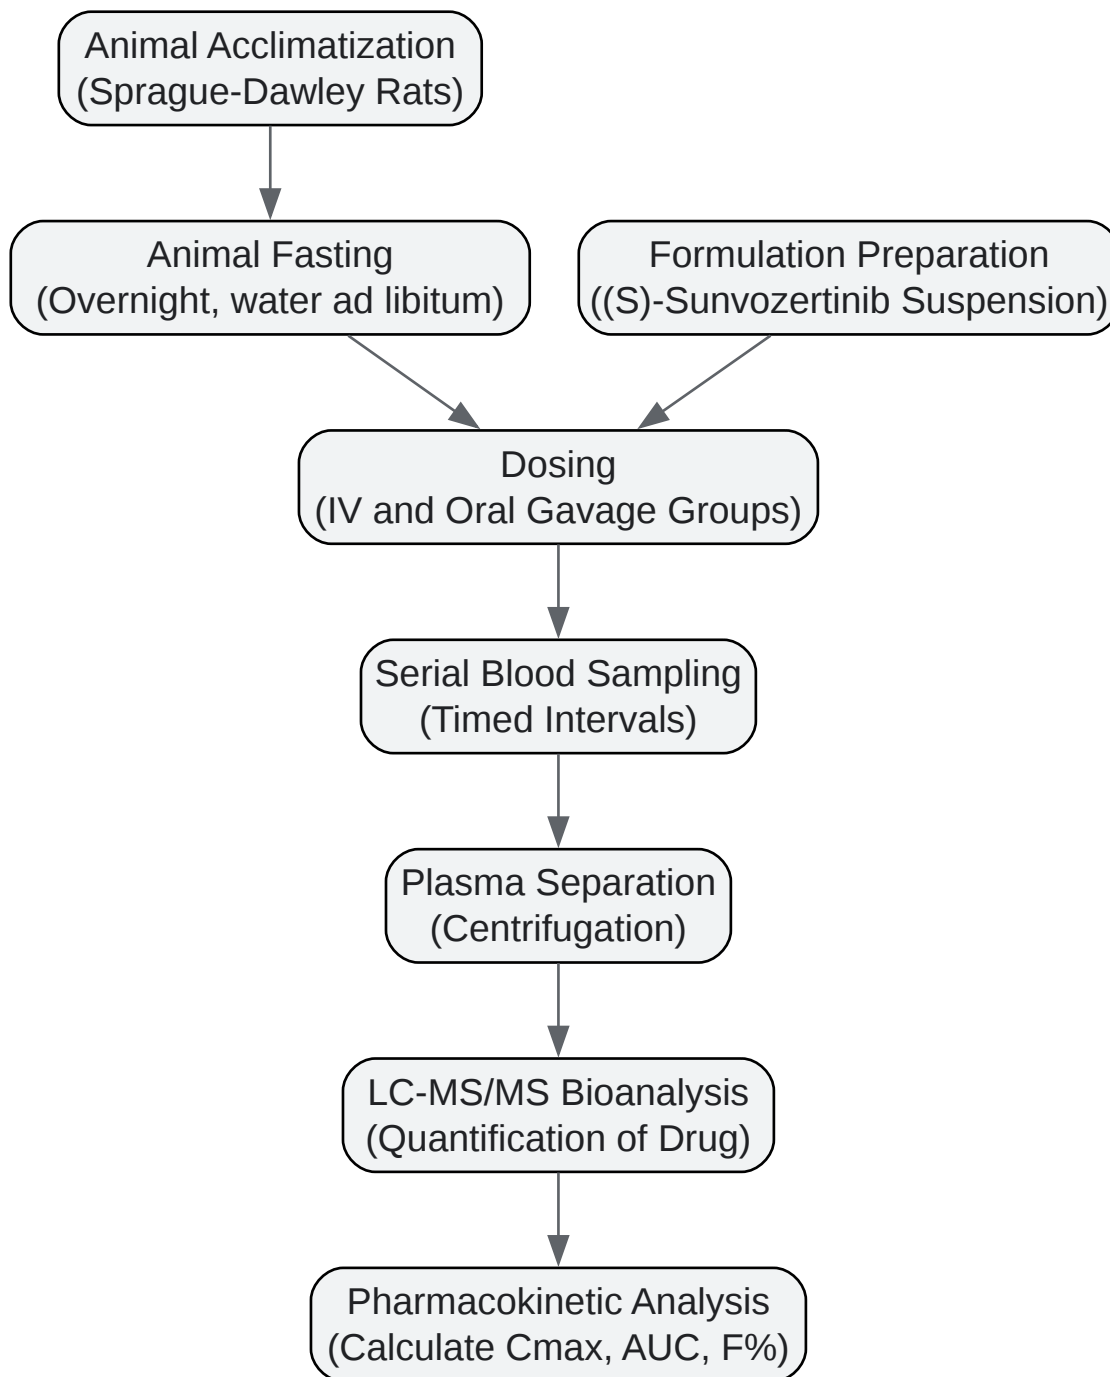 Animal Acclimatization
(Sprague-Dawley Rats)
Animal Fasting
(Overnight, water ad libitum)
Formulation Preparation
((S)-Sunvozertinib Suspension)
Dosing
(IV and Oral Gavage Groups)
Serial Blood Sampling
(Timed Intervals)
Plasma Separation
(Centrifugation)
LC-MS/MS Bioanalysis
(Quantification of Drug)
Pharmacokinetic Analysis
(Calculate Cmax, AUC, F%)